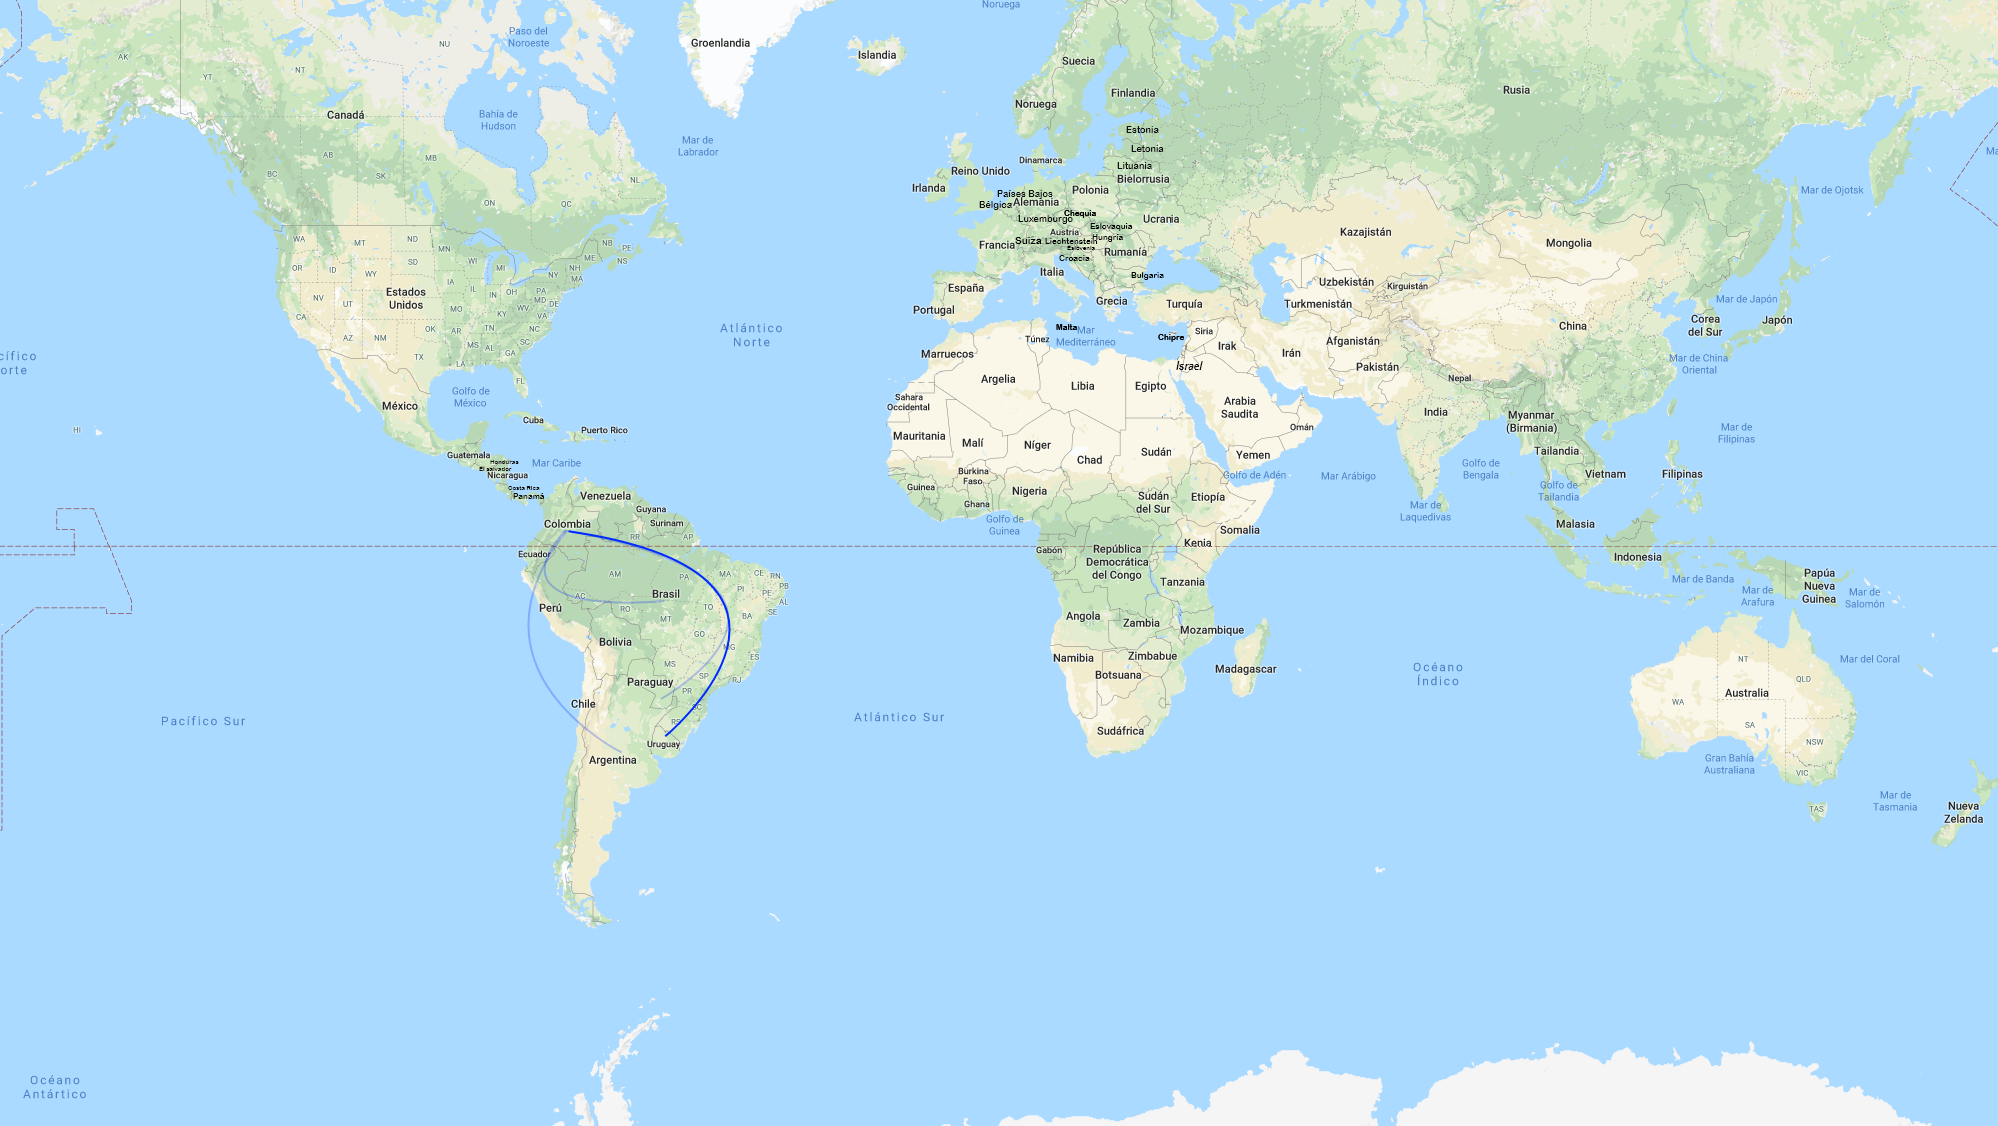 Noruega
Paso del
Noroeste
NU
Groenlandia
Islandia
Suecia
AK
NT
YT
Rusia
Finlandia
Noruega
Canadá
Bahía de
Hudson
Estonia
Mar de
Labrador
Letonia
Ma
AB
MB
Dinamarca
Lituania
BC
SK
Reino Unido
Bielorrusia
NL
Irlanda
Países Bajos
Polonia
Mar de Ojotsk
ON
QC
Bélgica
Alemania
Chequia
Luxemburgo
Ucrania
Eslovaquia
Austria
Kazajistán
WA
MT
ND
MN
NB
PE
Francia
Suiza
Liechtenstein
Hungría
Mongolia
Eslovenia
Rumanía
Croacia
OR
ID
WY
SD
WI
MI
ME
NS
NH
NY
MA
Italia
Bulgaria
IA
NV
UT
NE
IL
IN
OH
PA
España
Uzbekistán
Kirguistán
Estados
Unidos
MD
DE
CO
KS
MO
KY
WV
VA
NJ
Portugal
Grecia
Turquía
Turkmenistán
Mar de Japón
CA
AZ
NM
OK
AR
TN
NC
SC
Atlántico
Norte
Malta
Mar
Mediterráneo
Chipre
Siria
China
Corea
del Sur
Japón
Túnez
Irak
Irán
Afganistán
MS
AL
GA
TX
LA
cífico
orte
Marruecos
Israel
Pakistán
Mar de China
Oriental
FL
Argelia
Libia
Egipto
Nepal
Golfo de
México
México
Sahara
Occidental
Arabia
Saudita
India
Myanmar
(Birmania)
HI
Cuba
Puerto Rico
Mauritania
Malí
Níger
Omán
Mar de
Filipinas
Guatemala
Honduras
El salvador
Mar Caribe
Chad
Sudán
Yemen
Tailandia
Nicaragua
Burkina
Faso
Golfo de Adén
Mar Arábigo
Golfo de
Bengala
Vietnam
Filipinas
Costa Rica
Panamá
Venezuela
Guinea
Nigeria
Sudán
del Sur
Etiopía
Golfo de
Tailandia
Guyana
Ghana
Mar de
Laquedivas
Colombia
Surinam
Golfo de
Guinea
Somalia
Malasia
RR
AP
Ecuador
Gabón
República
Democrática
del Congo
Kenia
Indonesia
AM
PA
MA
CE
RN
Tanzania
Papúa
Nueva
Guinea
Mar de Banda
PB
PI
PE
AC
Brasil
AL
Mar de
Arafura
Mar de
Salomón
Perú
RO
TO
SE
MT
BA
Angola
Zambia
Mozambique
Bolivia
GO
MG
ES
Namibia
Zimbabue
NT
Mar del Coral
MS
SP
RJ
Botsuana
Madagascar
Océano
Índico
QLD
Paraguay
PR
Australia
WA
Chile
SC
Pacífico Sur
Atlántico Sur
RS
Sudáfrica
SA
Uruguay
NSW
Argentina
Gran Bahía
Australiana
VIC
Mar de
Tasmania
TAS
Nueva
Zelanda
Océano
Antártico